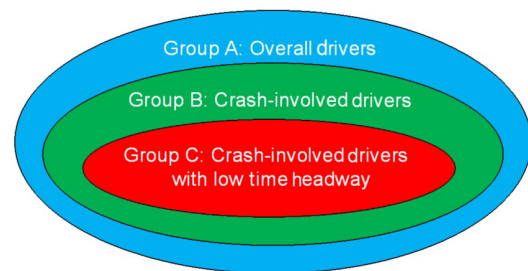 Group A: Overall drivers
Group B: Crash-involved drivers
Group C: Crash-involved drivers
with low time headway